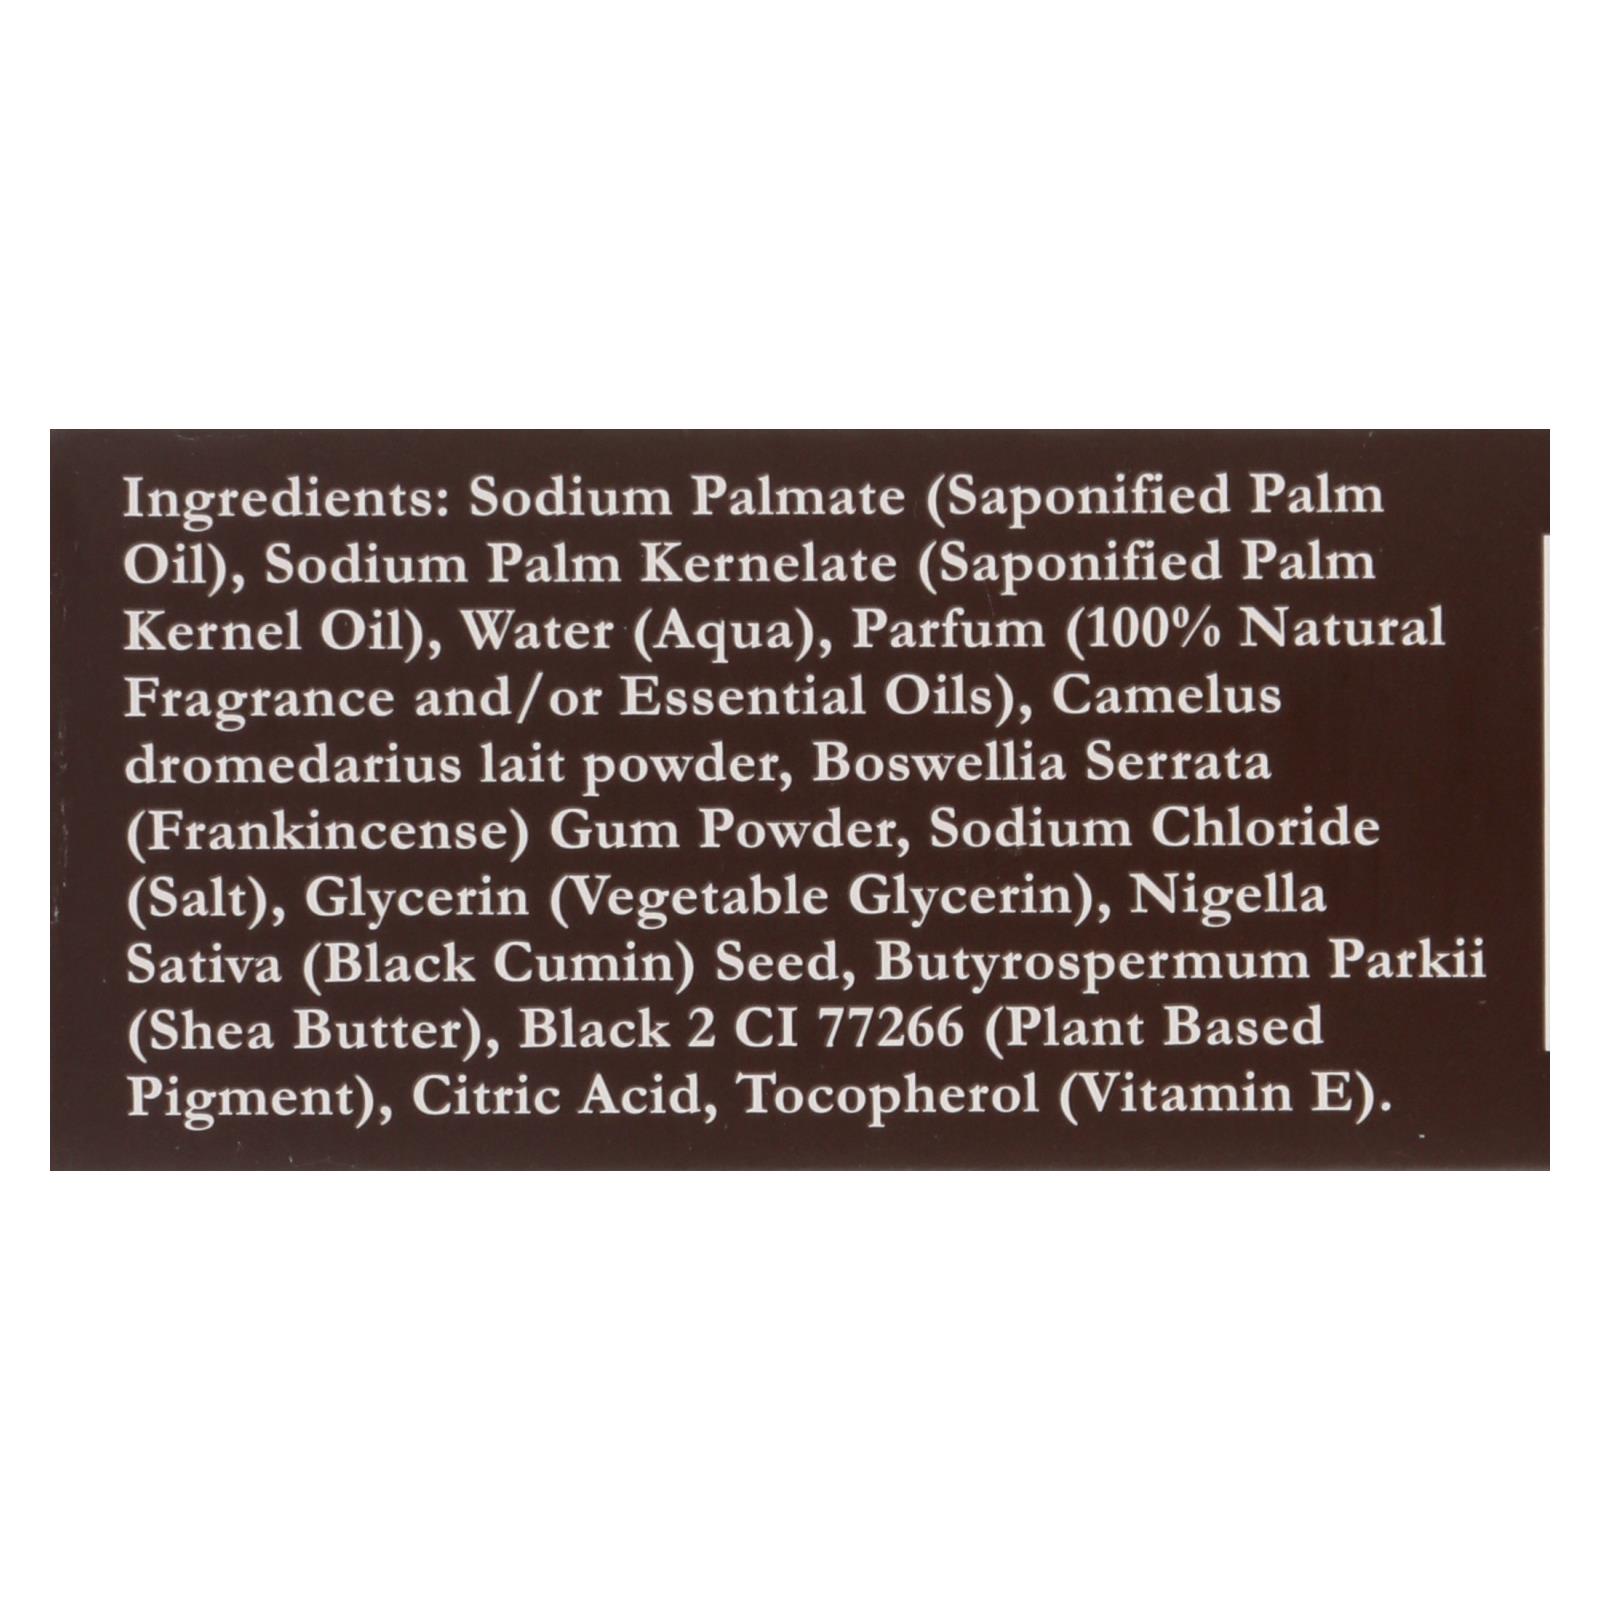 Ingredients: Sodium Palmate (Saponified Palm
Oil), Sodium Palm Kernelate (Saponified Palm
Kernel Oil), Water (Aqua), Parfum (100% Natural
Fragrance and/or Essential Oils), Camelus
dromedarius lait powder, Boswellia Serrata
(Frankincense) Gum Powder, Sodium Chloride
(Salt), Glycerin (Vegetable Glycerin), Nigella
Sativa (Black Cumin) Seed, Butyrospermum Parkii
(Shea Butter), Black 2 CI 77266 (Plant Based
Pigment), Citric Acid, Tocopherol (Vitamin E).